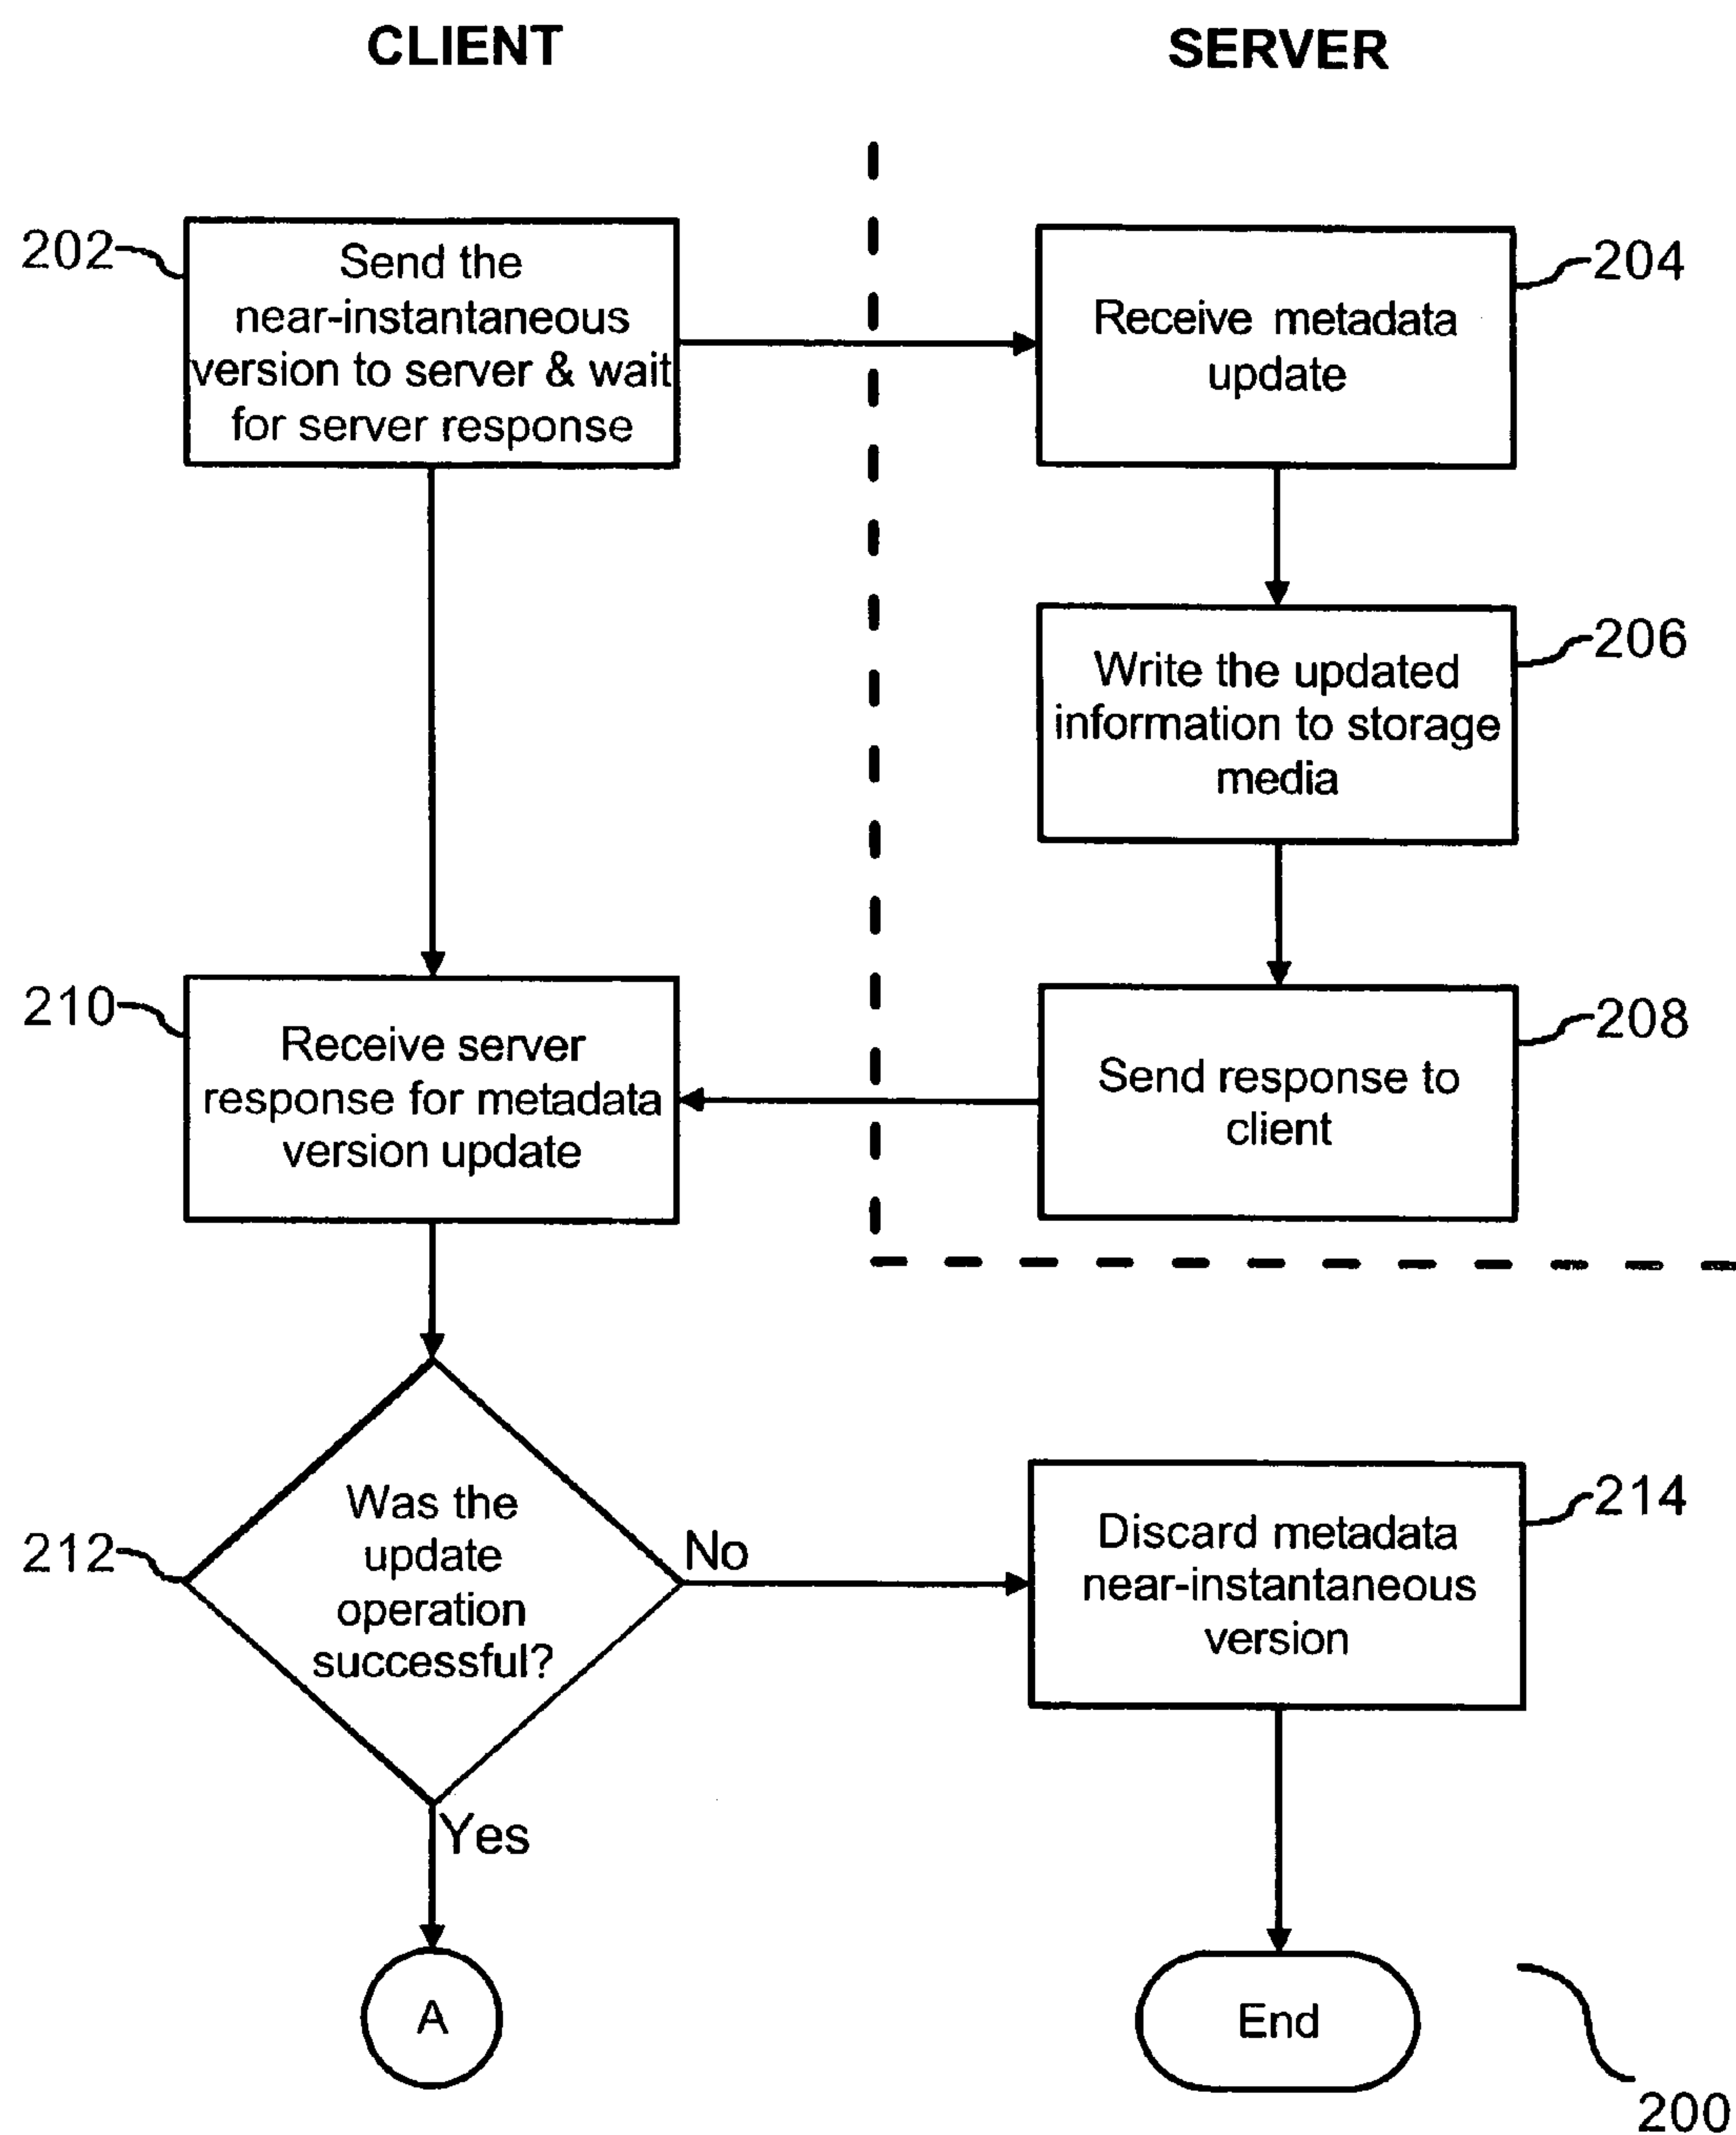 CLIENT
SERVER
202
Send the
near-instantaneous
version to server & wait
for server response
204
Receive metadata
update
206
Write the updated
information to storage
media
210
Receive server
response for metadata
version update
208
Send response to
client
212
Was the
update
operation
successful?
No
Yes
214
Discard metadata
near-instantaneous
version
A
End
200